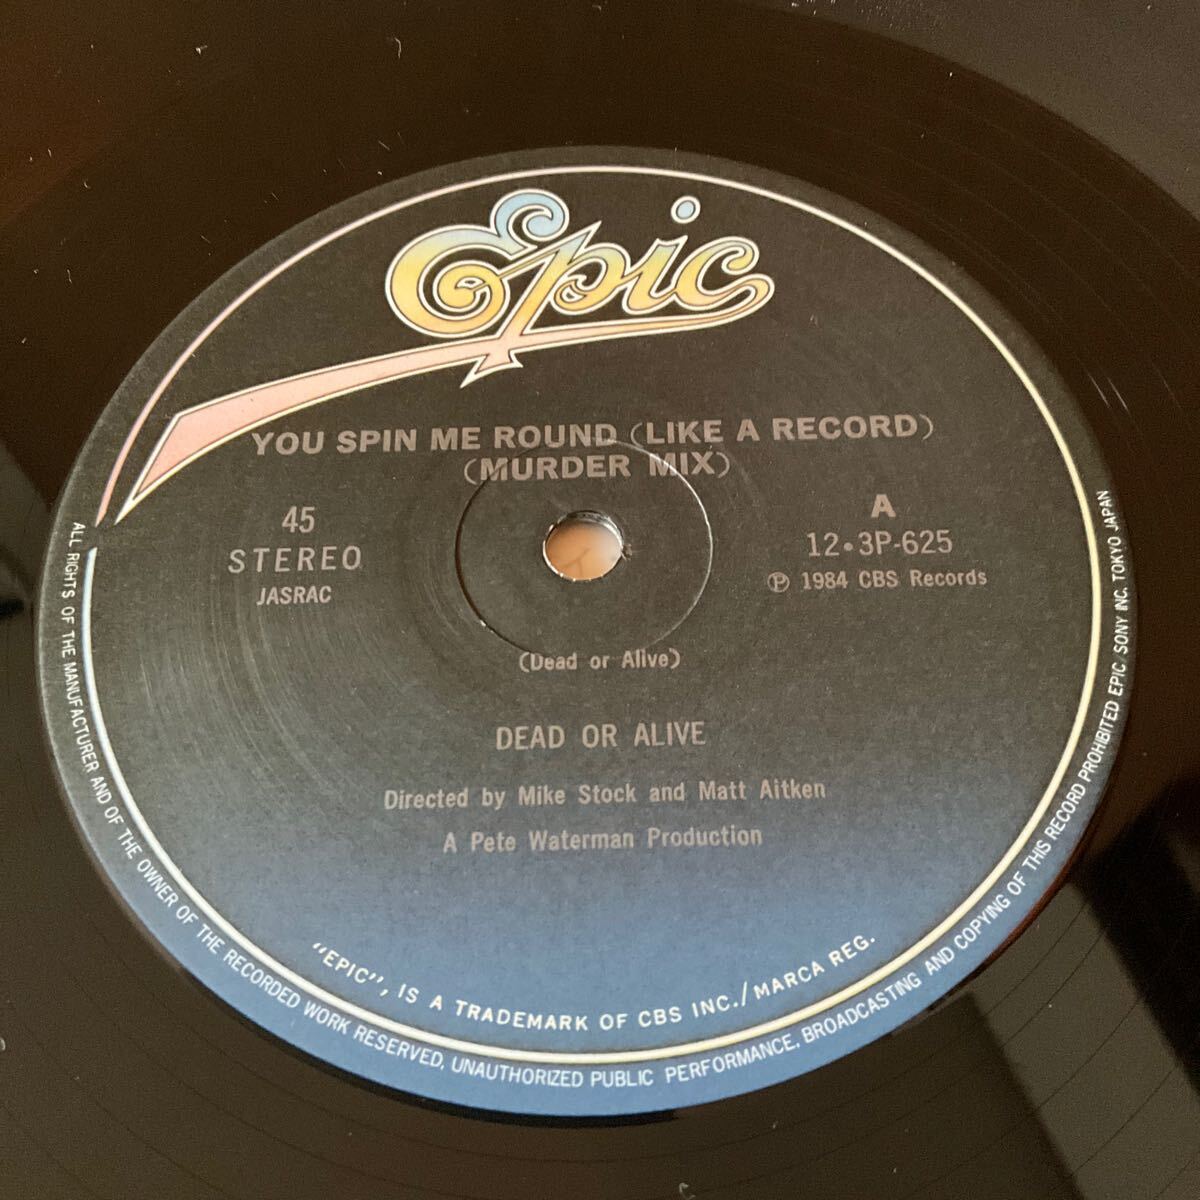 Epic
YOU SPIN ME ROUND (LIKE A RECORD)
(MURDER MIX)
45
STEREO
JASRAC
A
12・3P-625
Ⓟ 1984 CBS Records
(Dead or Alive)
DEAD OR ALIVE
Directed by Mike Stock and Matt Aitken
A Pete Waterman Production
"EPIC", IS A TRADEMARK OF CBS INC./MARCA REG.
ALL RIGHTS OF THE MANUFACTURER AND OF THE OWNER OF THE RECORDED WORK RESERVED, UNAUTHORIZED PUBLIC PERFORMANCE, BROADCASTING AND COPYING OF THIS RECORD PROHIBITED EPIC/SONY INC. TOKYO JAPAN